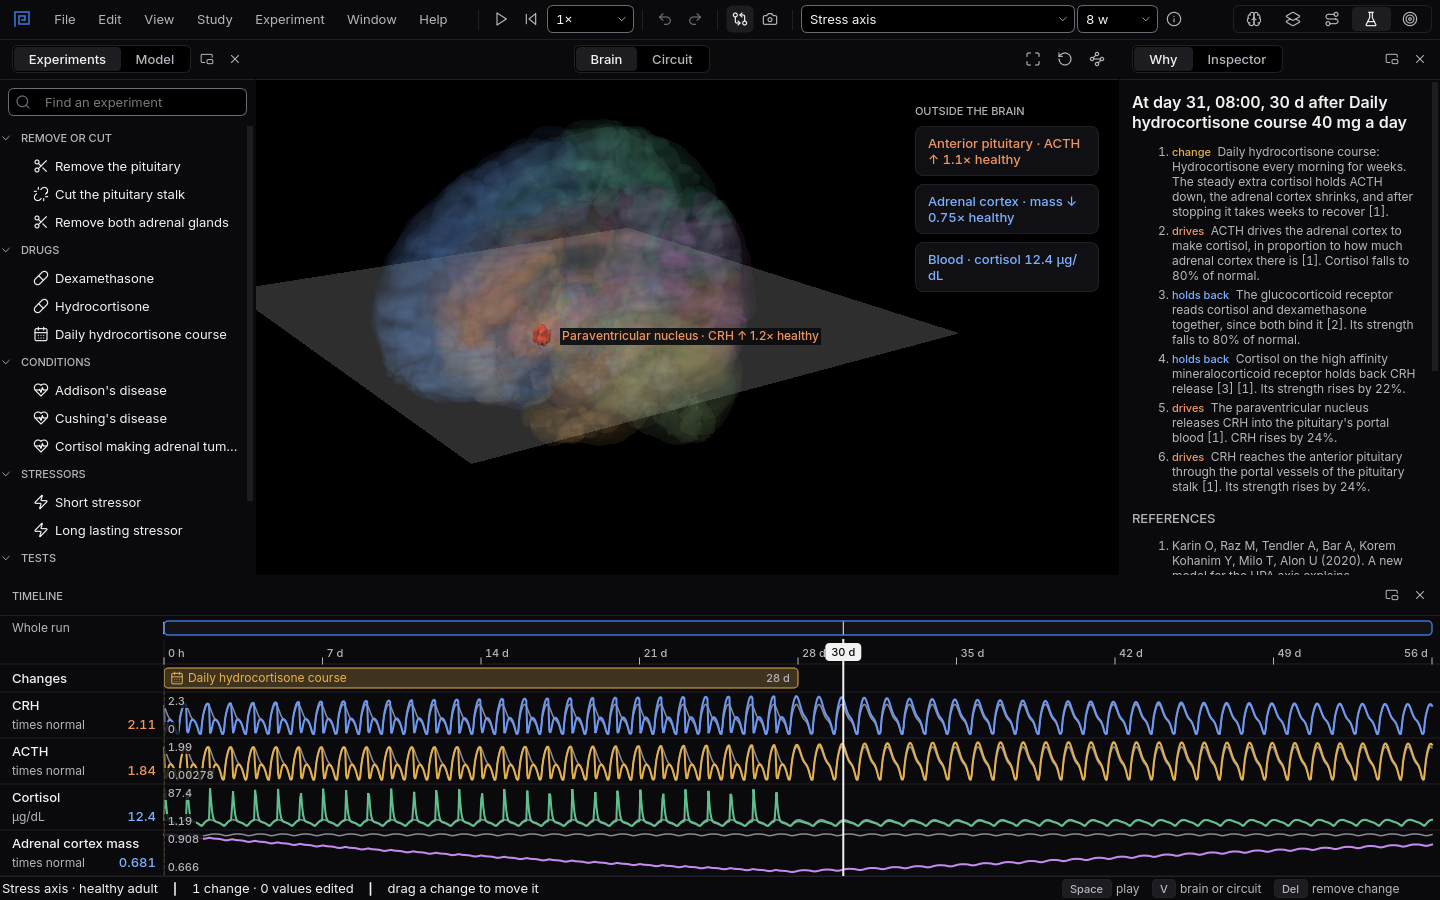 File Edit View Study Experiment Window Help 1× Stress axis 8 w
Experiments Model Brain Circuit Why Inspector
Find an experiment
REMOVE OR CUT
Remove the pituitary
Cut the pituitary stalk
Remove both adrenal glands
DRUGS
Dexamethasone
Hydrocortisone
Daily hydrocortisone course
CONDITIONS
Addison's disease
Cushing's disease
Cortisol making adrenal tum...
STRESSORS
Short stressor
Long lasting stressor
TESTS
OUTSIDE THE BRAIN
Anterior pituitary · ACTH
↑ 1.1× healthy
Adrenal cortex · mass ↓
0.75× healthy
Blood · cortisol 12.4 µg/
dL
Paraventricular nucleus · CRH ↑ 1.2× healthy
At day 31, 08:00, 30 d after Daily
hydrocortisone course 40 mg a day
1. change Daily hydrocortisone course:
Hydrocortisone every morning for weeks.
The steady extra cortisol holds ACTH
down, the adrenal cortex shrinks, and after
stopping it takes weeks to recover [1].
2. drives ACTH drives the adrenal cortex to
make cortisol, in proportion to how much
adrenal cortex there is [1]. Cortisol falls to
80% of normal.
3. holds back The glucocorticoid receptor
reads cortisol and dexamethasone
together, since both bind it [2]. Its strength
falls to 80% of normal.
4. holds back Cortisol on the high affinity
mineralocorticoid receptor holds back CRH
release [3] [1]. Its strength rises by 22%.
5. drives The paraventricular nucleus
releases CRH into the pituitary's portal
blood [1]. CRH rises by 24%.
6. drives CRH reaches the anterior pituitary
through the portal vessels of the pituitary
stalk [1]. Its strength rises by 24%.
REFERENCES
1. Karin O, Raz M, Tendler A, Bar A, Korem
Kohanim Y, Milo T, Alon U (2020). A new
model for the HPA axis explains
TIMELINE
Whole run
0 h 7 d 14 d 21 d 28 d 30 d 35 d 42 d 49 d 56 d
Changes Daily hydrocortisone course 28 d
CRH 2.3
times normal 2.11 0
ACTH 1.99
times normal 1.84 0.00278
Cortisol 87.4
µg/dL 12.4 1.19
Adrenal cortex mass 0.908
times normal 0.681 0.666
Stress axis · healthy adult | 1 change · 0 values edited | drag a change to move it Space play V brain or circuit Del remove change